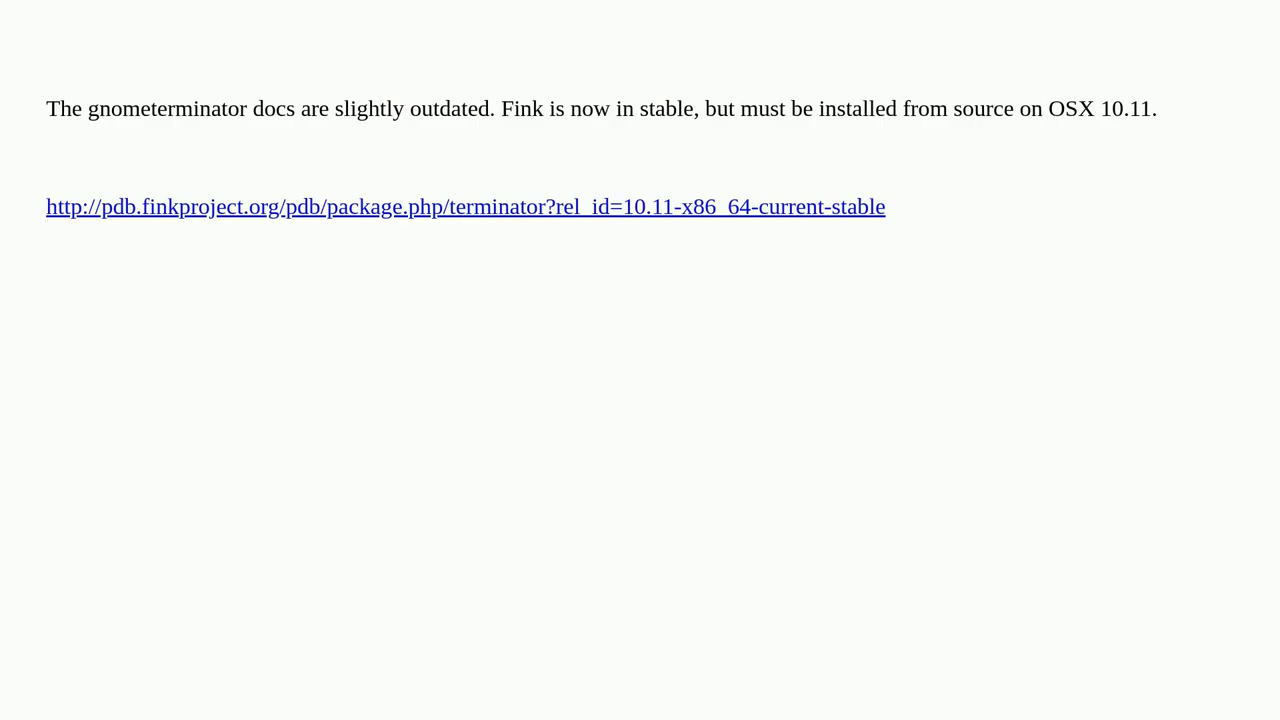 The gnometerminator docs are slightly outdated. Fink is now in stable, but must be installed from source on OSX 10.11.
http://pdb.finkproject.org/pdb/package.php/terminator?rel_id=10.11-x86_64-current-stable